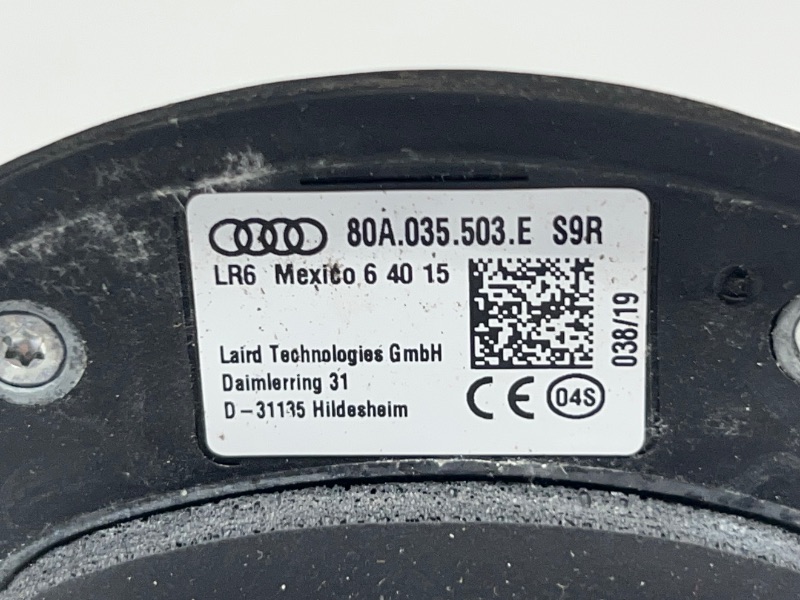 80A.035.503.E S9R
LR6 Mexico 6 40 15
038/19
Laird Technologies GmbH
Daimlerring 31
D-31135 Hildesheim
CE 04S